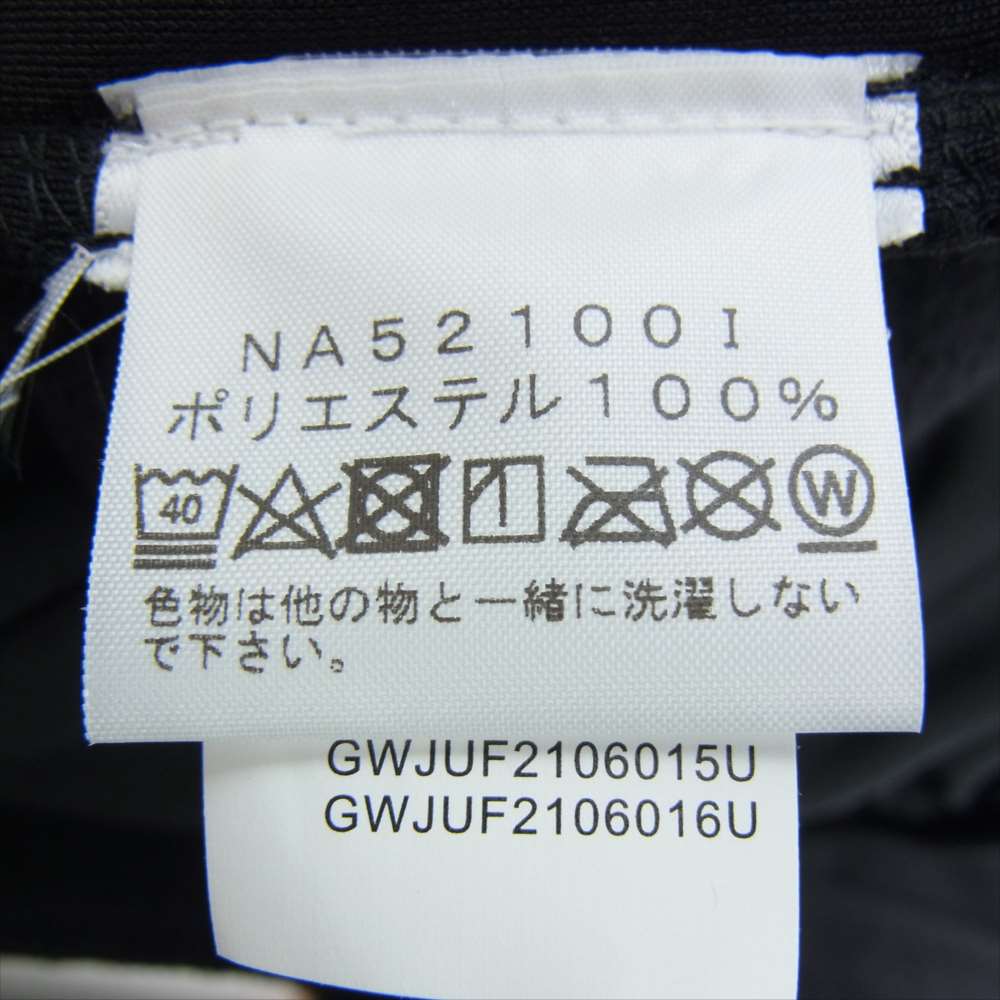 NA52100I
ポリエステル100%
40 W
色物は他の物と一緒に洗濯しない
で下さい。
GWJUF2106015U
GWJUF2106016U